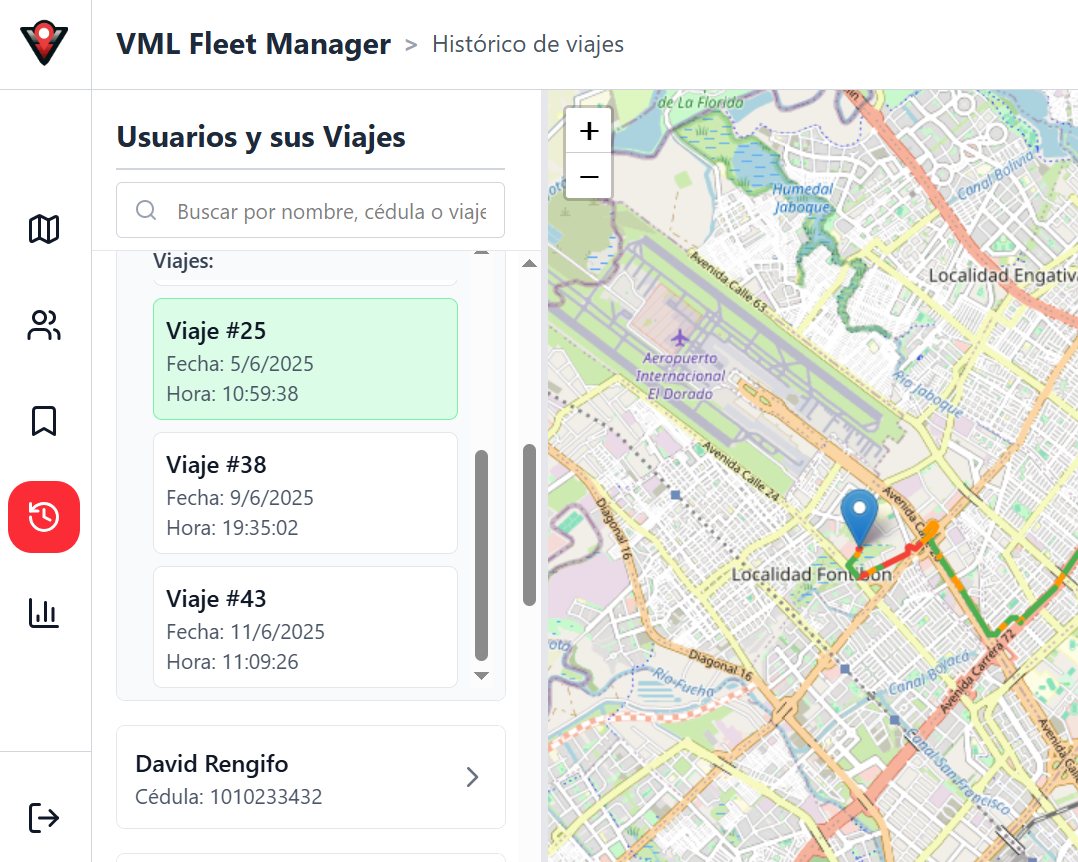 VML Fleet Manager > Histórico de viajes
Usuarios y sus Viajes
Buscar por nombre, cédula o viaje
Viajes:
Viaje #25
Fecha: 5/6/2025
Hora: 10:59:38
Viaje #38
Fecha: 9/6/2025
Hora: 19:35:02
Viaje #43
Fecha: 11/6/2025
Hora: 11:09:26
David Rengifo
Cédula: 1010233432
+
−
de La Florida
Canal Bolivia
Humedal
Jaboque
Avenida Calle 63
Localidad Engativ
Aeropuerto
Internacional
El Dorado
Río Jaboque
Avenida Calle 24
Diagonal 16
Localidad Fontibón
Diagonal 16
Río Fucha
Canal Boyacá
Avenida Carrera 72
Canal San Francisco
Avenida Calle